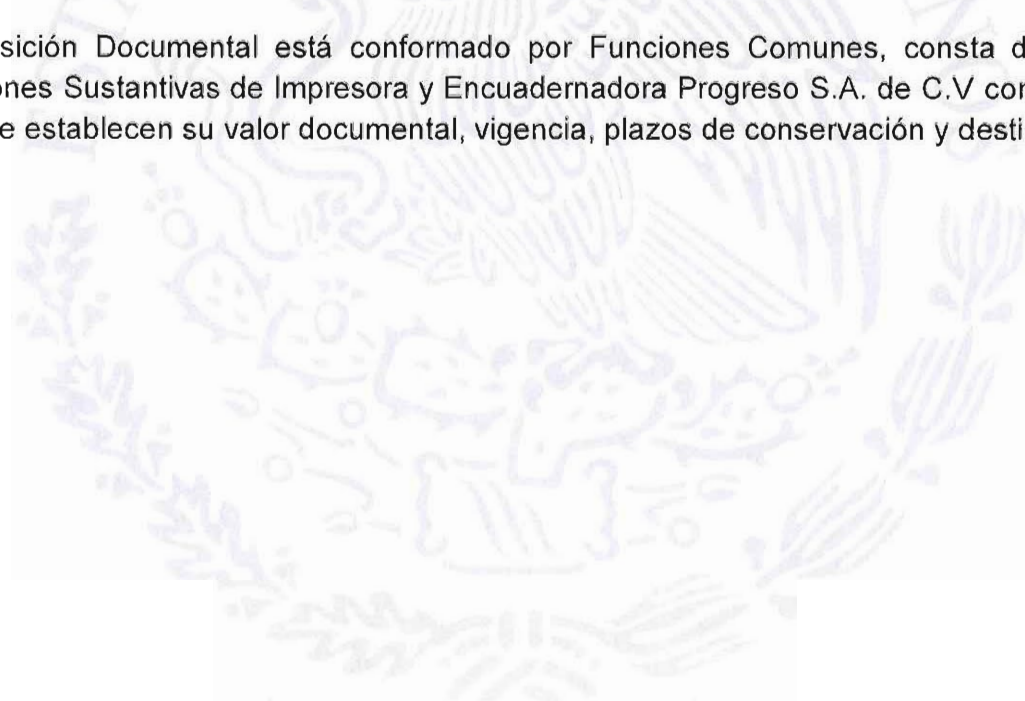 sición Documental está conformado por Funciones Comunes, consta d
ones Sustantivas de Impresora y Encuadernadora Progreso S.A. de C.V con
e establecen su valor documental, vigencia, plazos de conservación y desti